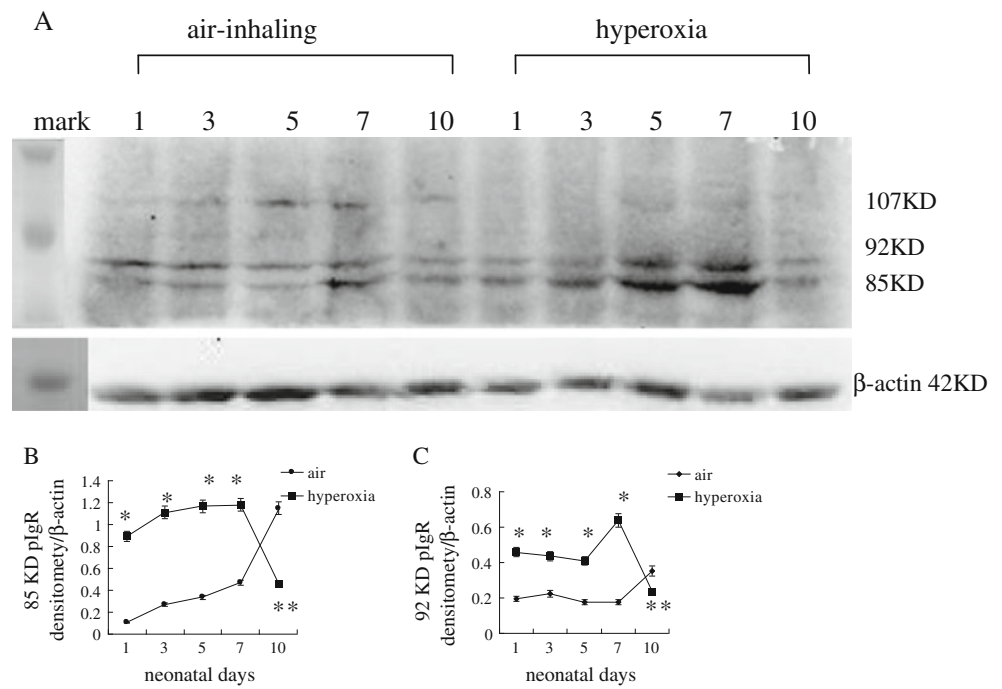 A
air-inhaling hyperoxia
mark 1 3 5 7 10 1 3 5 7 10
107KD
92KD
85KD
β-actin 42KD
B
air
hyperoxia
85 KD pIgR
densitomety/β-actin
1.4
1.2
1
0.8
0.6
0.4
0.2
0
* * * * **
1 3 5 7 10
neonatal days
C
air
hyperoxia
92 KD pIgR
densitomety/β-actin
0.8
0.6
0.4
0.2
0
* * * * **
1 3 5 7 10
neonatal days